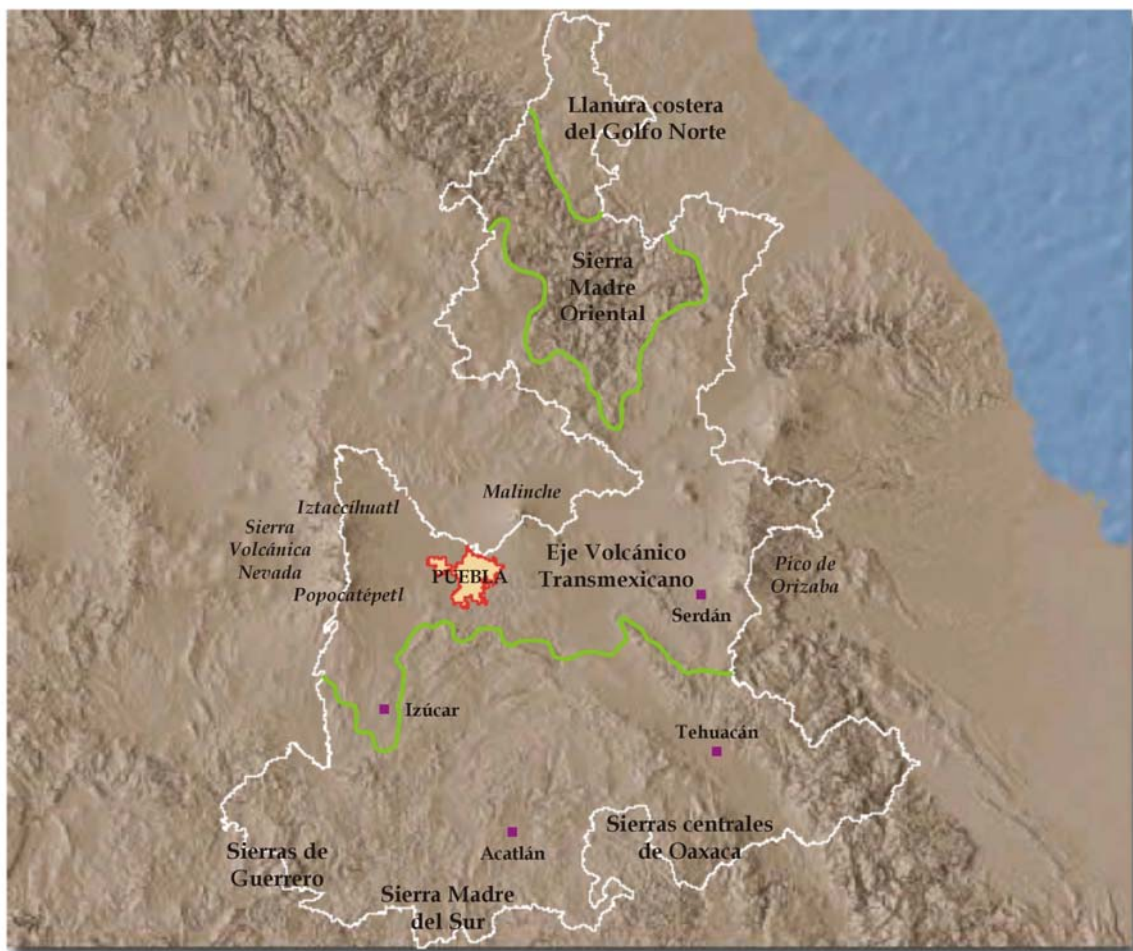 Llanura costera
del Golfo Norte
Sierra
Madre
Oriental
Malinche
Iztaccíhuatl
Sierra
Volcánica
Nevada
Popocatépetl
PUEBLA
Eje Volcánico
Transmexicano
Pico de
Orizaba
Serdán
Izúcar
Tehuacán
Acatlán
Sierras centrales
de Oaxaca
Sierras de
Guerrero
Sierra Madre
del Sur